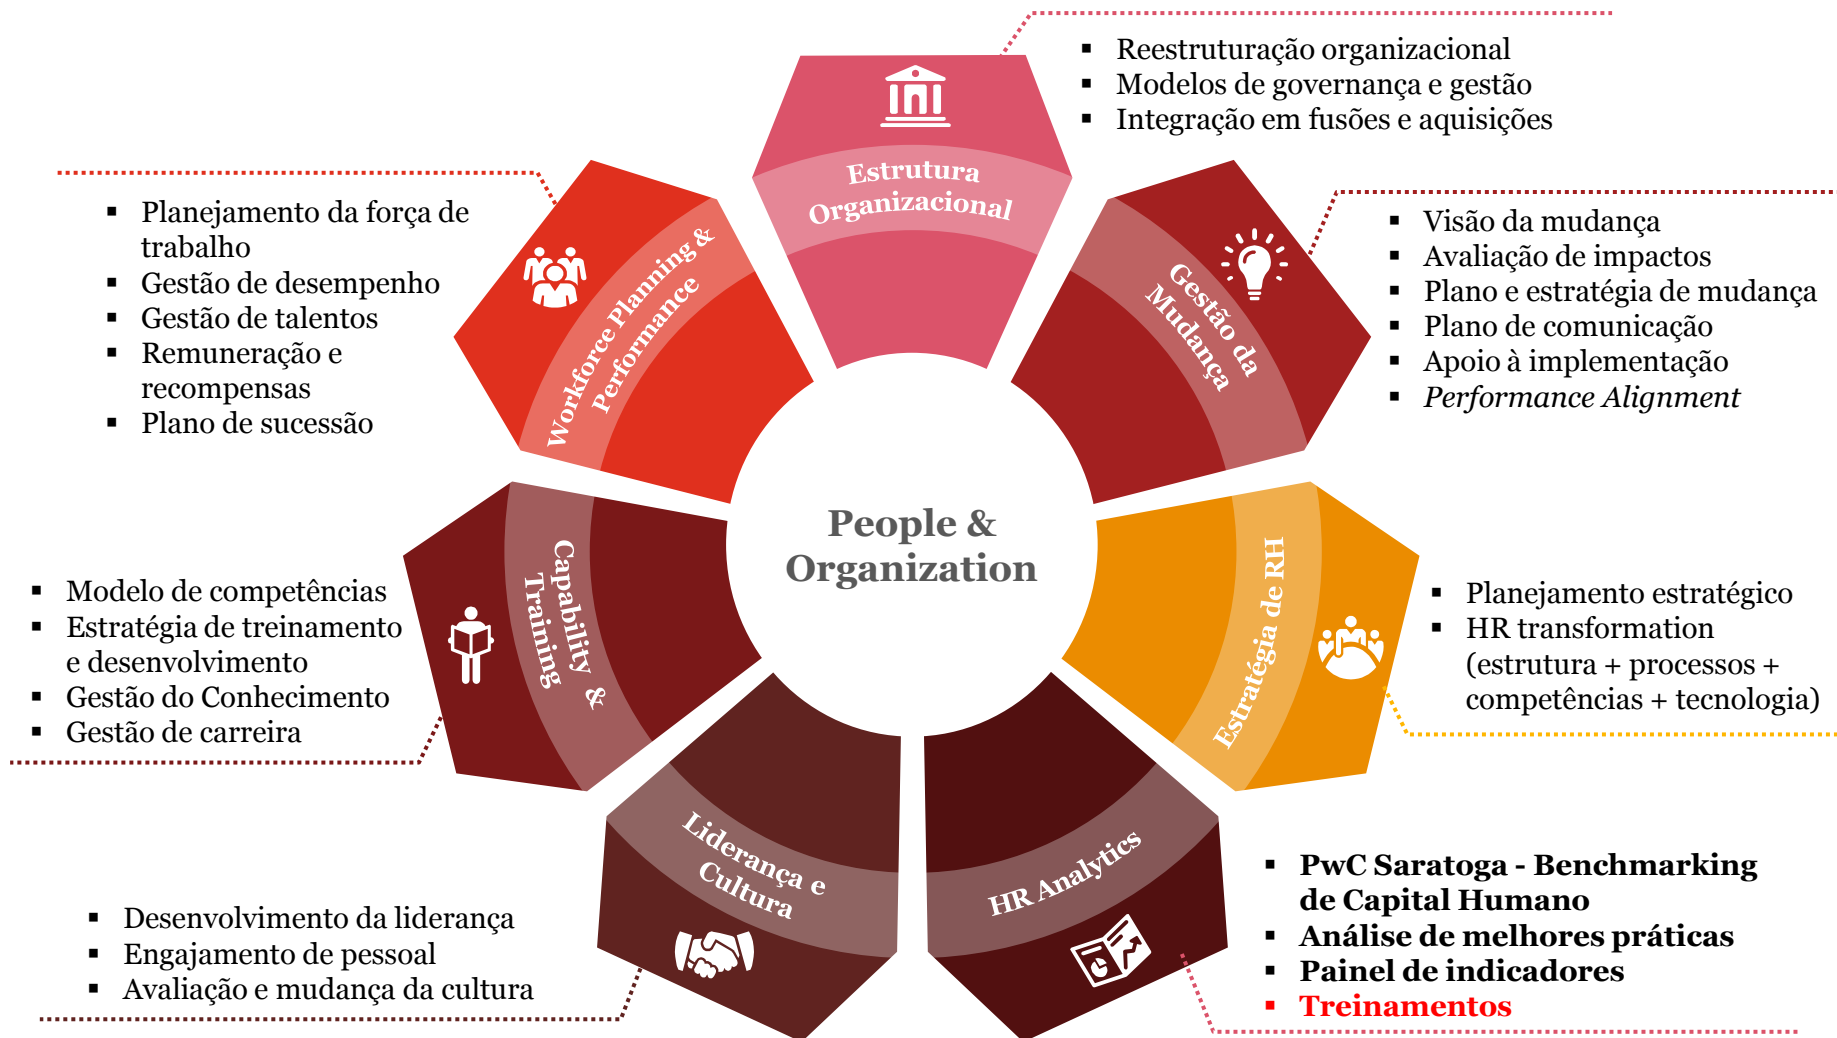 Reestruturação organizacional
Modelos de governança e gestão
Integração em fusões e aquisições
Estrutura
Organizacional
Planejamento da força de
trabalho
Gestão de desempenho
Gestão de talentos
Remuneração e
recompensas
Plano de sucessão
Workforce Planning &
Performance
Gestão da
Mudança
Visão da mudança
Avaliação de impactos
Plano e estratégia de mudança
Plano de comunicação
Apoio à implementação
Performance Alignment
People &
Organization
Modelo de competências
Estratégia de treinamento
e desenvolvimento
Gestão do Conhecimento
Gestão de carreira
Capability &
Training
Estratégia de RH
Planejamento estratégico
HR transformation
(estrutura + processos +
competências + tecnologia)
Desenvolvimento da liderança
Engajamento de pessoal
Avaliação e mudança da cultura
Liderança e
Cultura
HR Analytics
PwC Saratoga - Benchmarking
de Capital Humano
Análise de melhores práticas
Painel de indicadores
Treinamentos